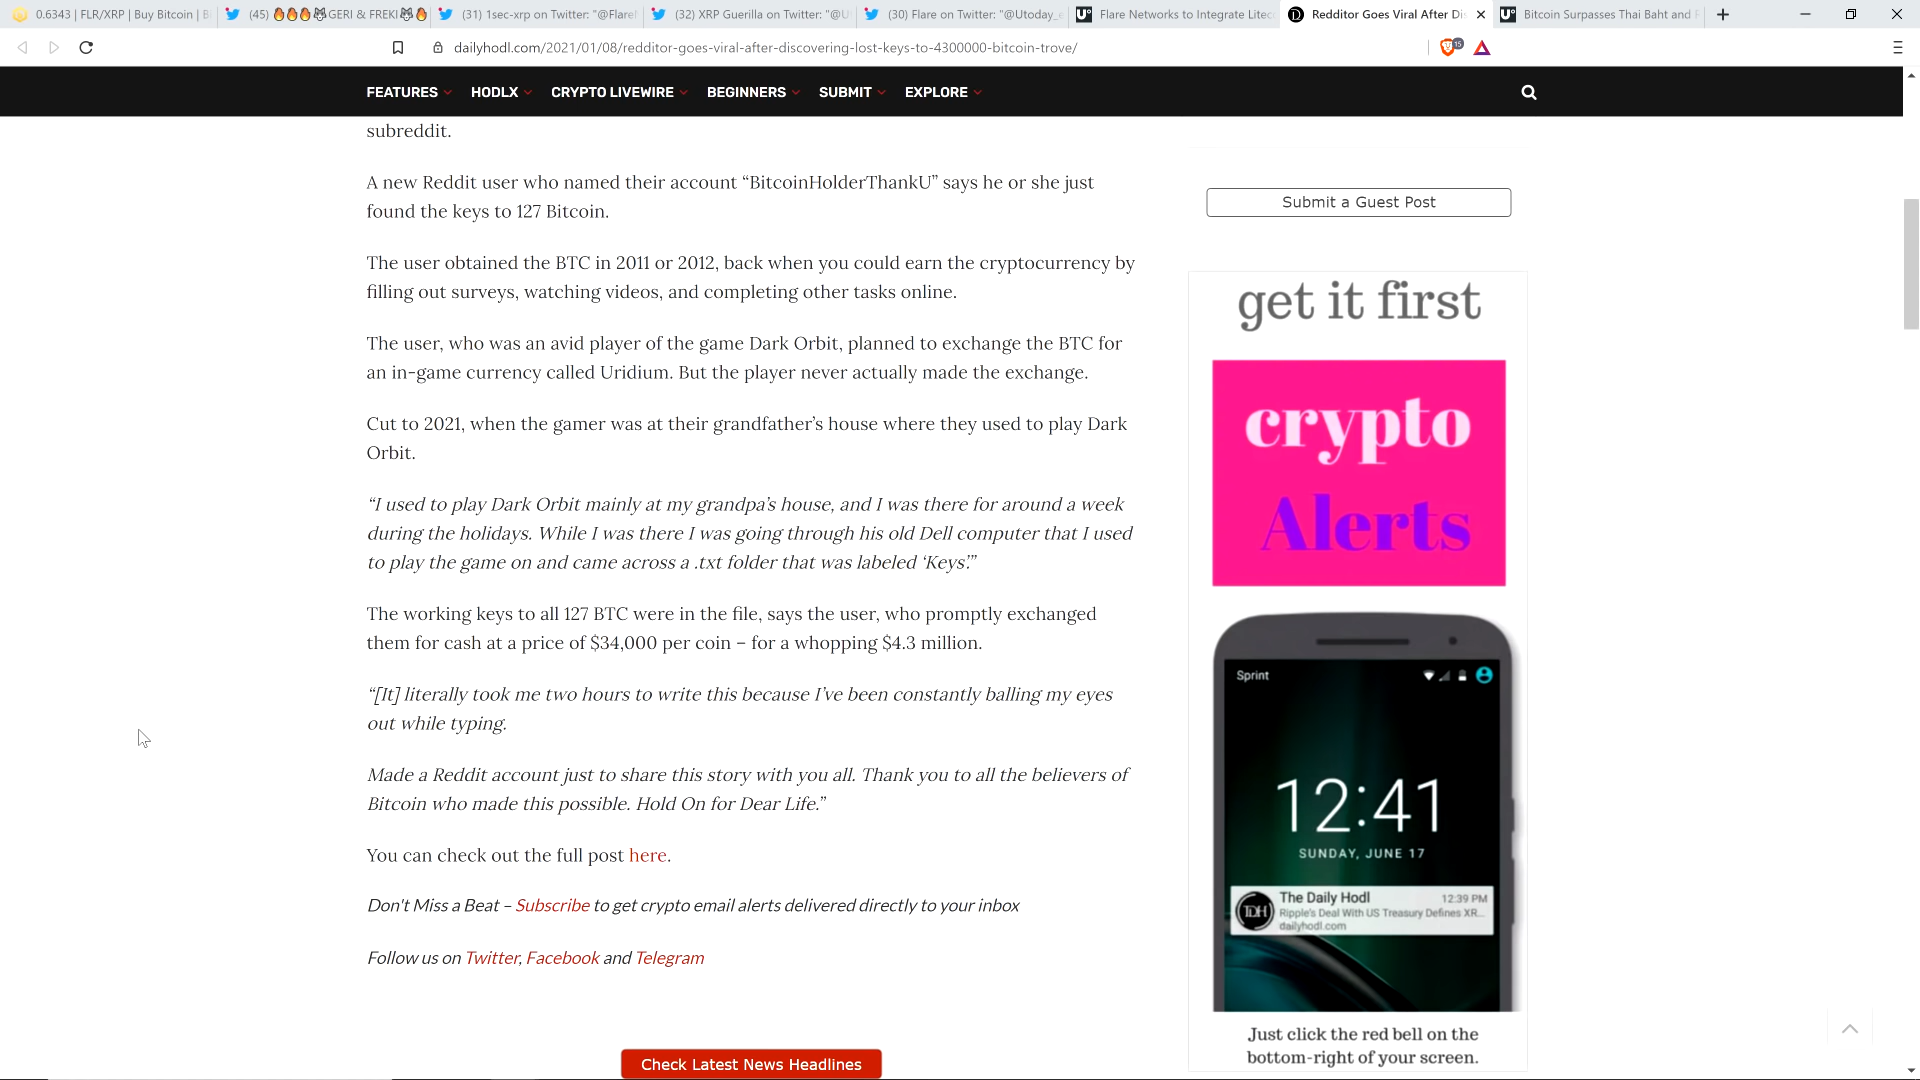 0.6343 | FLR/XRP | Buy Bitcoin | B
(45) 🔥🔥🔥🐺GERI & FREKI🐺🔥
(31) 1sec-xrp on Twitter: "@Flare
(32) XRP Guerilla on Twitter: "@U
(30) Flare on Twitter: "@Utoday_e
Flare Networks to Integrate Litec
Redditor Goes Viral After Di
Bitcoin Surpasses Thai Baht and
dailyhodl.com/2021/01/08/redditor-goes-viral-after-discovering-lost-keys-to-4300000-bitcoin-trove/
15
FEATURES HODLX CRYPTO LIVEWIRE BEGINNERS SUBMIT EXPLORE
subreddit.
A new Reddit user who named their account “BitcoinHolderThankU” says he or she just
found the keys to 127 Bitcoin.
The user obtained the BTC in 2011 or 2012, back when you could earn the cryptocurrency by
filling out surveys, watching videos, and completing other tasks online.
The user, who was an avid player of the game Dark Orbit, planned to exchange the BTC for
an in-game currency called Uridium. But the player never actually made the exchange.
Cut to 2021, when the gamer was at their grandfather’s house where they used to play Dark
Orbit.
“I used to play Dark Orbit mainly at my grandpa’s house, and I was there for around a week
during the holidays. While I was there I was going through his old Dell computer that I used
to play the game on and came across a .txt folder that was labeled ‘Keys’.”
The working keys to all 127 BTC were in the file, says the user, who promptly exchanged
them for cash at a price of $34,000 per coin – for a whopping $4.3 million.
“[It] literally took me two hours to write this because I’ve been constantly balling my eyes
out while typing.
Made a Reddit account just to share this story with you all. Thank you to all the believers of
Bitcoin who made this possible. Hold On for Dear Life.”
You can check out the full post here.
Don't Miss a Beat – Subscribe to get crypto email alerts delivered directly to your inbox
Follow us on Twitter, Facebook and Telegram
Check Latest News Headlines
Submit a Guest Post
get it first
crypto
Alerts
Sprint
12:41
SUNDAY, JUNE 17
TDH
The Daily Hodl 12:39 PM
Ripple's Deal With US Treasury Defines XR...
dailyhodl.com
Just click the red bell on the
bottom-right of your screen.